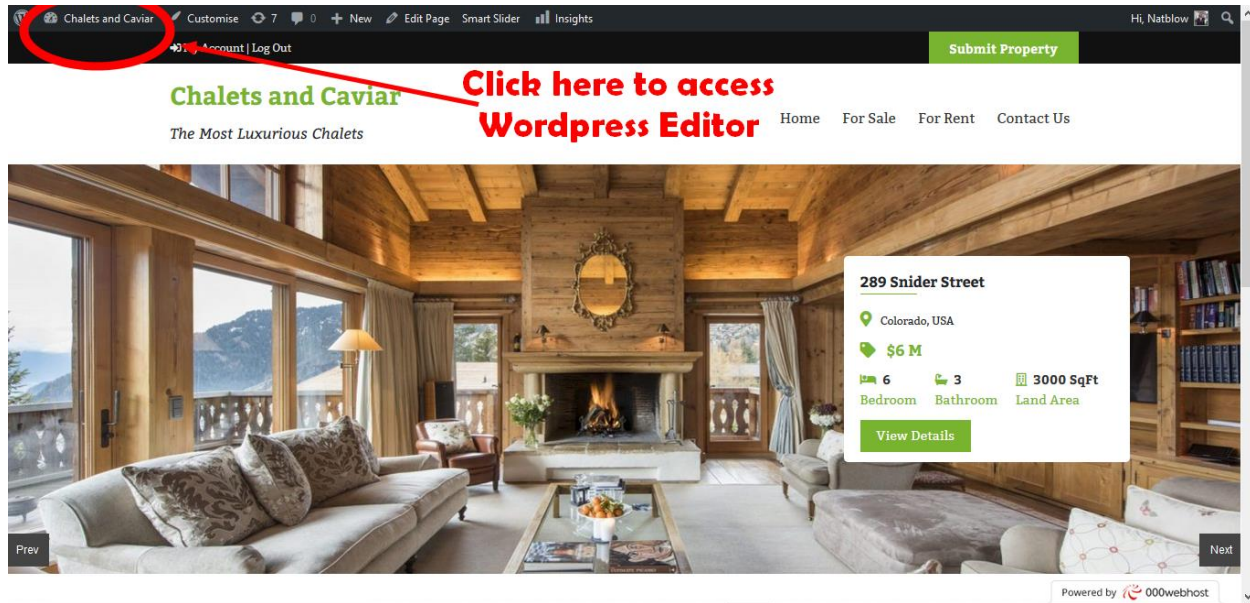 Chalets and Caviar Customise 7 0 New Edit Page Smart Slider Insights Hi, Natblow
Account | Log Out Submit Property
Chalets and Caviar
The Most Luxurious Chalets
Click here to access
Wordpress Editor
Home For Sale For Rent Contact Us
289 Snider Street
Colorado, USA
$6 M
6 3 3000 SqFt
Bedroom Bathroom Land Area
View Details
Prev Next
Powered by 000webhost